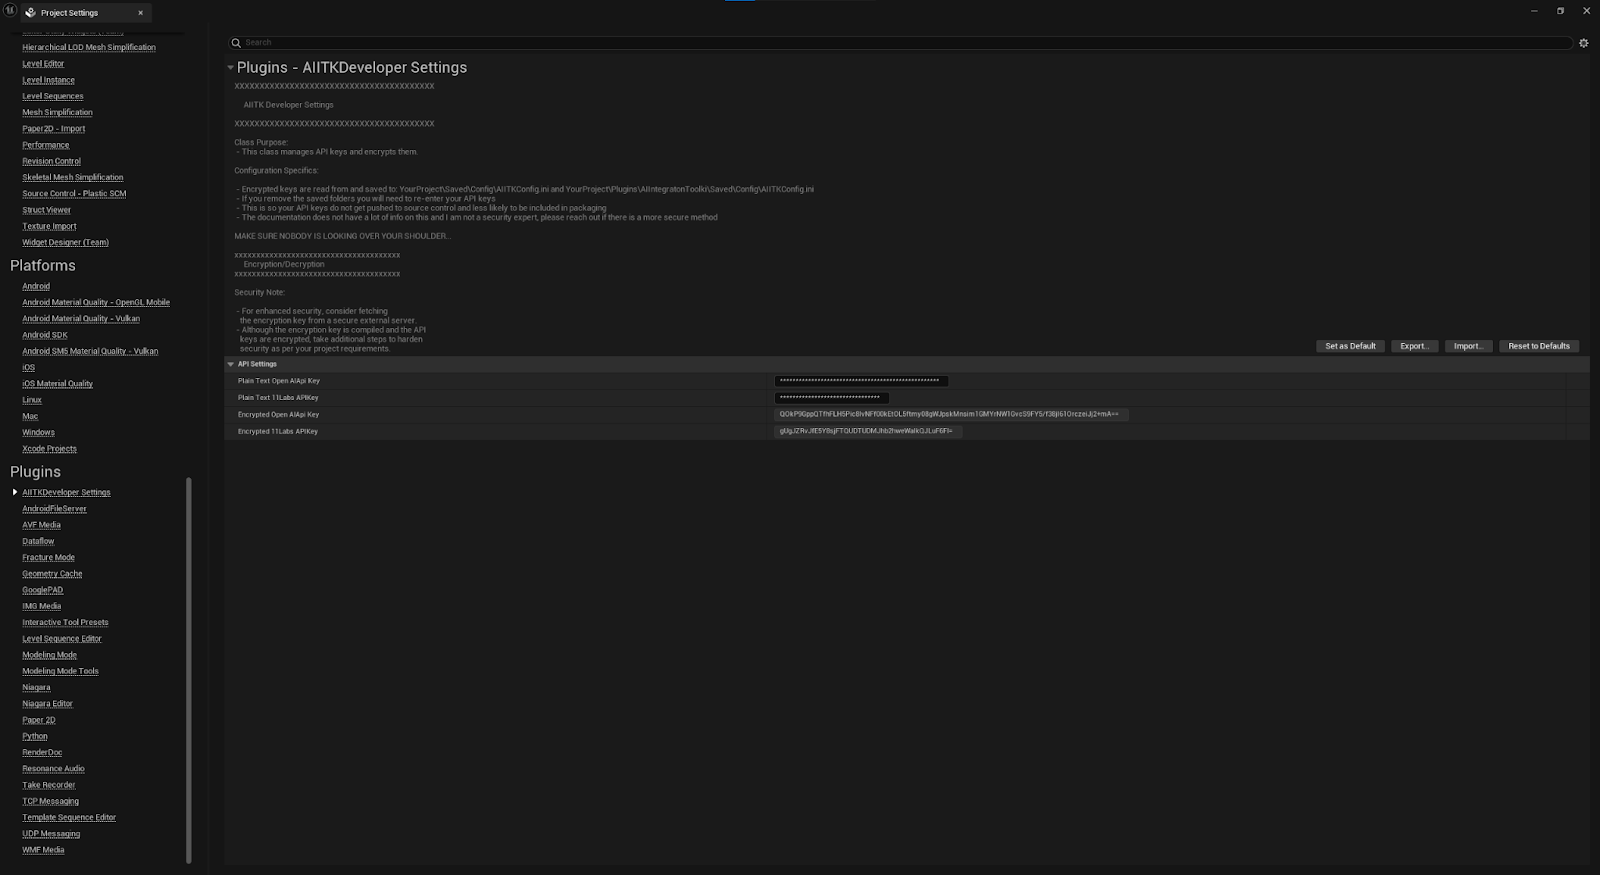 Project Settings
Hierarchical LOD Mesh Simplification
Level Editor
Level Instance
Level Sequences
Mesh Simplification
Paper2D - Import
Performance
Revision Control
Skeletal Mesh Simplification
Source Control - Plastic SCM
Struct Viewer
Texture Import
Widget Designer (Team)
Platforms
Android
Android Material Quality - OpenGL Mobile
Android Material Quality - Vulkan
Android SDK
Android SM5 Material Quality - Vulkan
iOS
iOS Material Quality
Linux
Mac
Windows
Xcode Projects
Plugins
AIITKDeveloper Settings
AndroidFileServer
AVF Media
Dataflow
Fracture Mode
Geometry Cache
GooglePAD
IMG Media
Interactive Tool Presets
Level Sequence Editor
Modeling Mode
Modeling Mode Tools
Niagara
Niagara Editor
Paper 2D
Python
RenderDoc
Resonance Audio
Take Recorder
TCP Messaging
Template Sequence Editor
UDP Messaging
WMF Media
Search
Plugins - AIITKDeveloper Settings
XXXXXXXXXXXXXXXXXXXXXXXXXXXXXXXXXXXXXXXX
AIITK Developer Settings
XXXXXXXXXXXXXXXXXXXXXXXXXXXXXXXXXXXXXXXX
Class Purpose:
- This class manages API keys and encrypts them.
Configuration Specifics:
- Encrypted keys are read from and saved to: YourProject\Saved\Config\AIITKConfig.ini and YourProject\Plugins\AIIntegratonToolki\Saved\Config\AIITKConfig.ini
- If you remove the saved folders you will need to re-enter your API keys
- This is so your API keys do not get pushed to source control and less likely to be included in packaging
- The documentation does not have a lot of info on this and I am not a security expert, please reach out if there is a more secure method
MAKE SURE NOBODY IS LOOKING OVER YOUR SHOULDER...
xxxxxxxxxxxxxxxxxxxxxxxxxxxxxxxxxxxxxx
Encryption/Decryption
xxxxxxxxxxxxxxxxxxxxxxxxxxxxxxxxxxxxxx
Security Note:
- For enhanced security, consider fetching
the encryption key from a secure external server.
- Although the encryption key is compiled and the API
keys are encrypted, take additional steps to harden
security as per your project requirements.
Set as Default
Export...
Import...
Reset to Defaults
API Settings
Plain Text Open AIApi Key
Plain Text 11Labs APIKey
Encrypted Open AIApi Key
Encrypted 11Labs APIKey